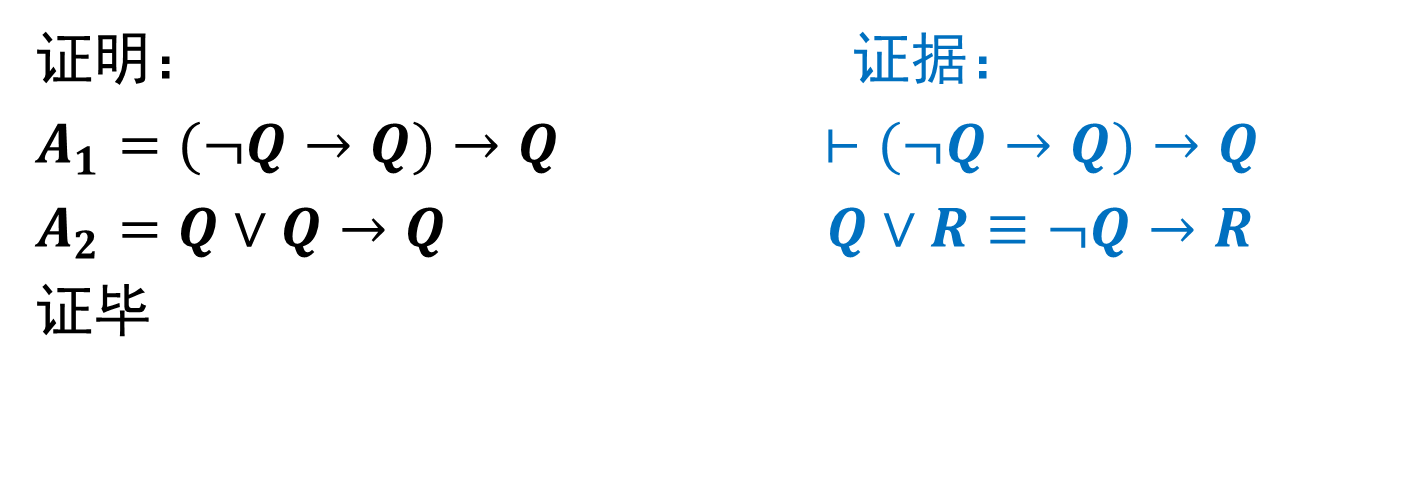 证明： 证据：
A₁ = (¬Q → Q) → Q ⊢ (¬Q → Q) → Q
A₂ = Q ∨ Q → Q Q ∨ R ≡ ¬Q → R
证毕